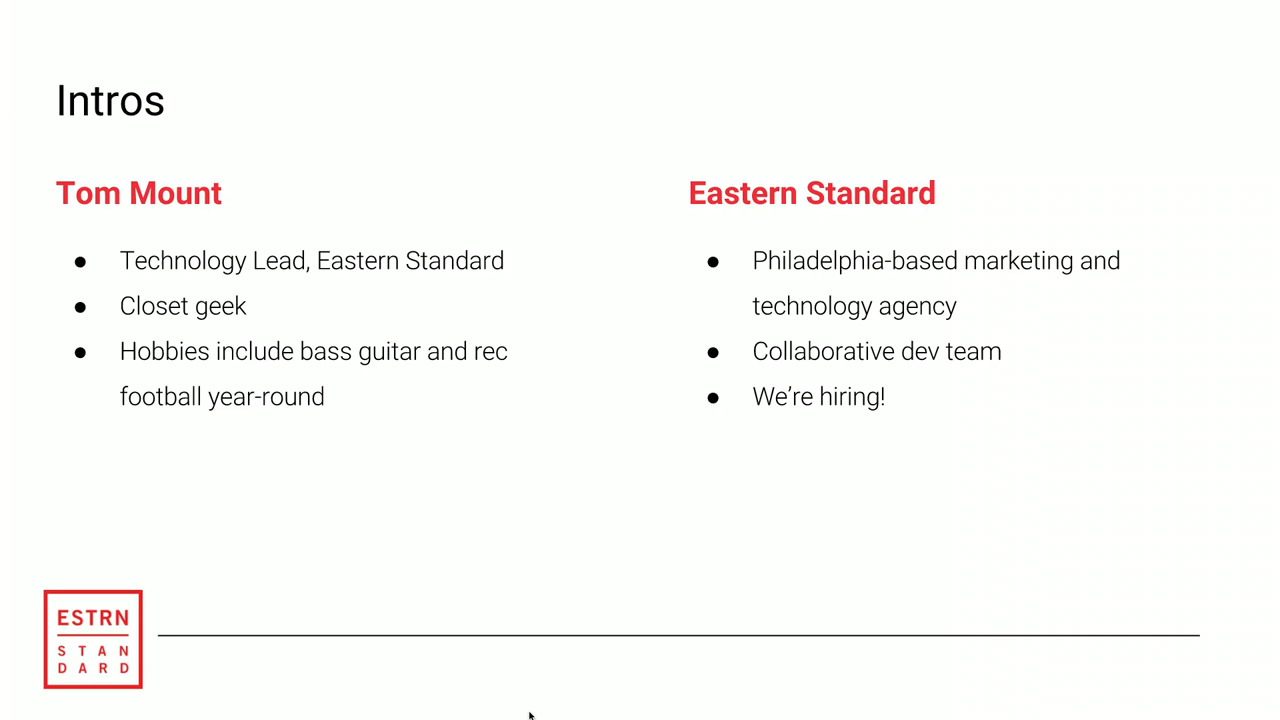 Intros
Tom Mount
● Technology Lead, Eastern Standard
● Closet geek
● Hobbies include bass guitar and rec
football year-round
Eastern Standard
● Philadelphia-based marketing and
technology agency
● Collaborative dev team
● We’re hiring!
ESTRN
STAN
DARD